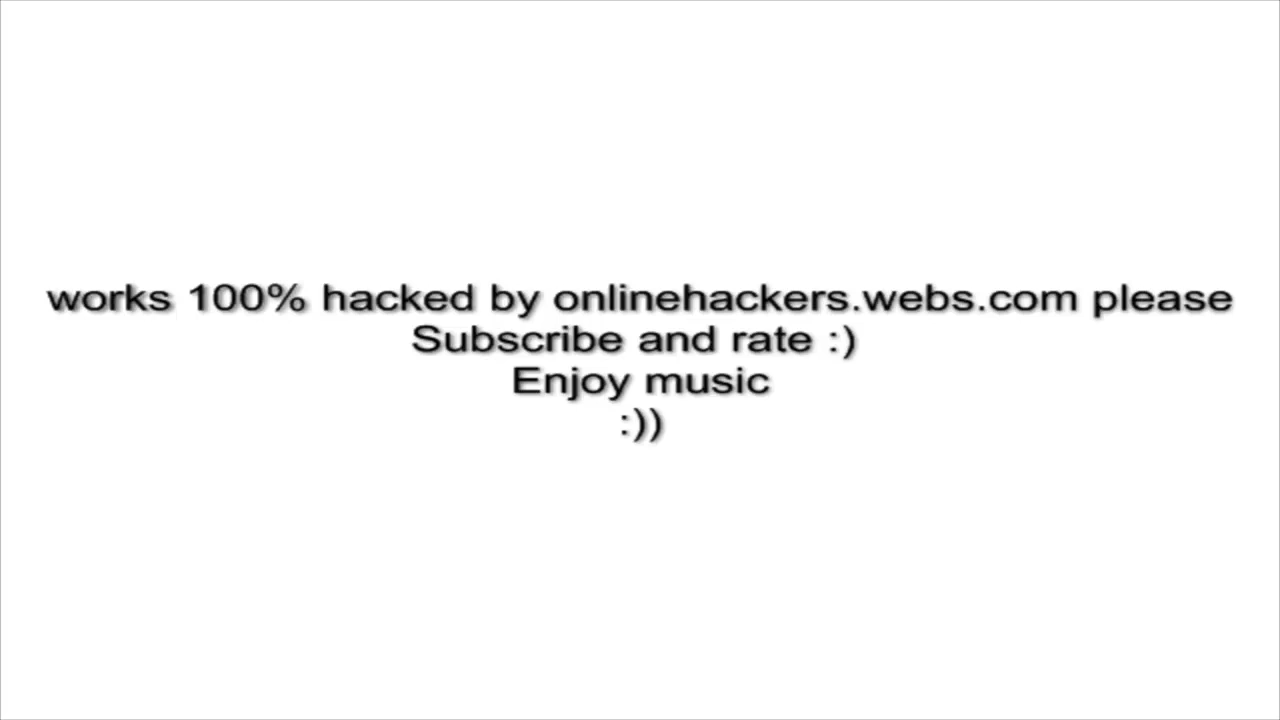 works 100% hacked by onlinehackers.webs.com please
Subscribe and rate :)
Enjoy music
:))